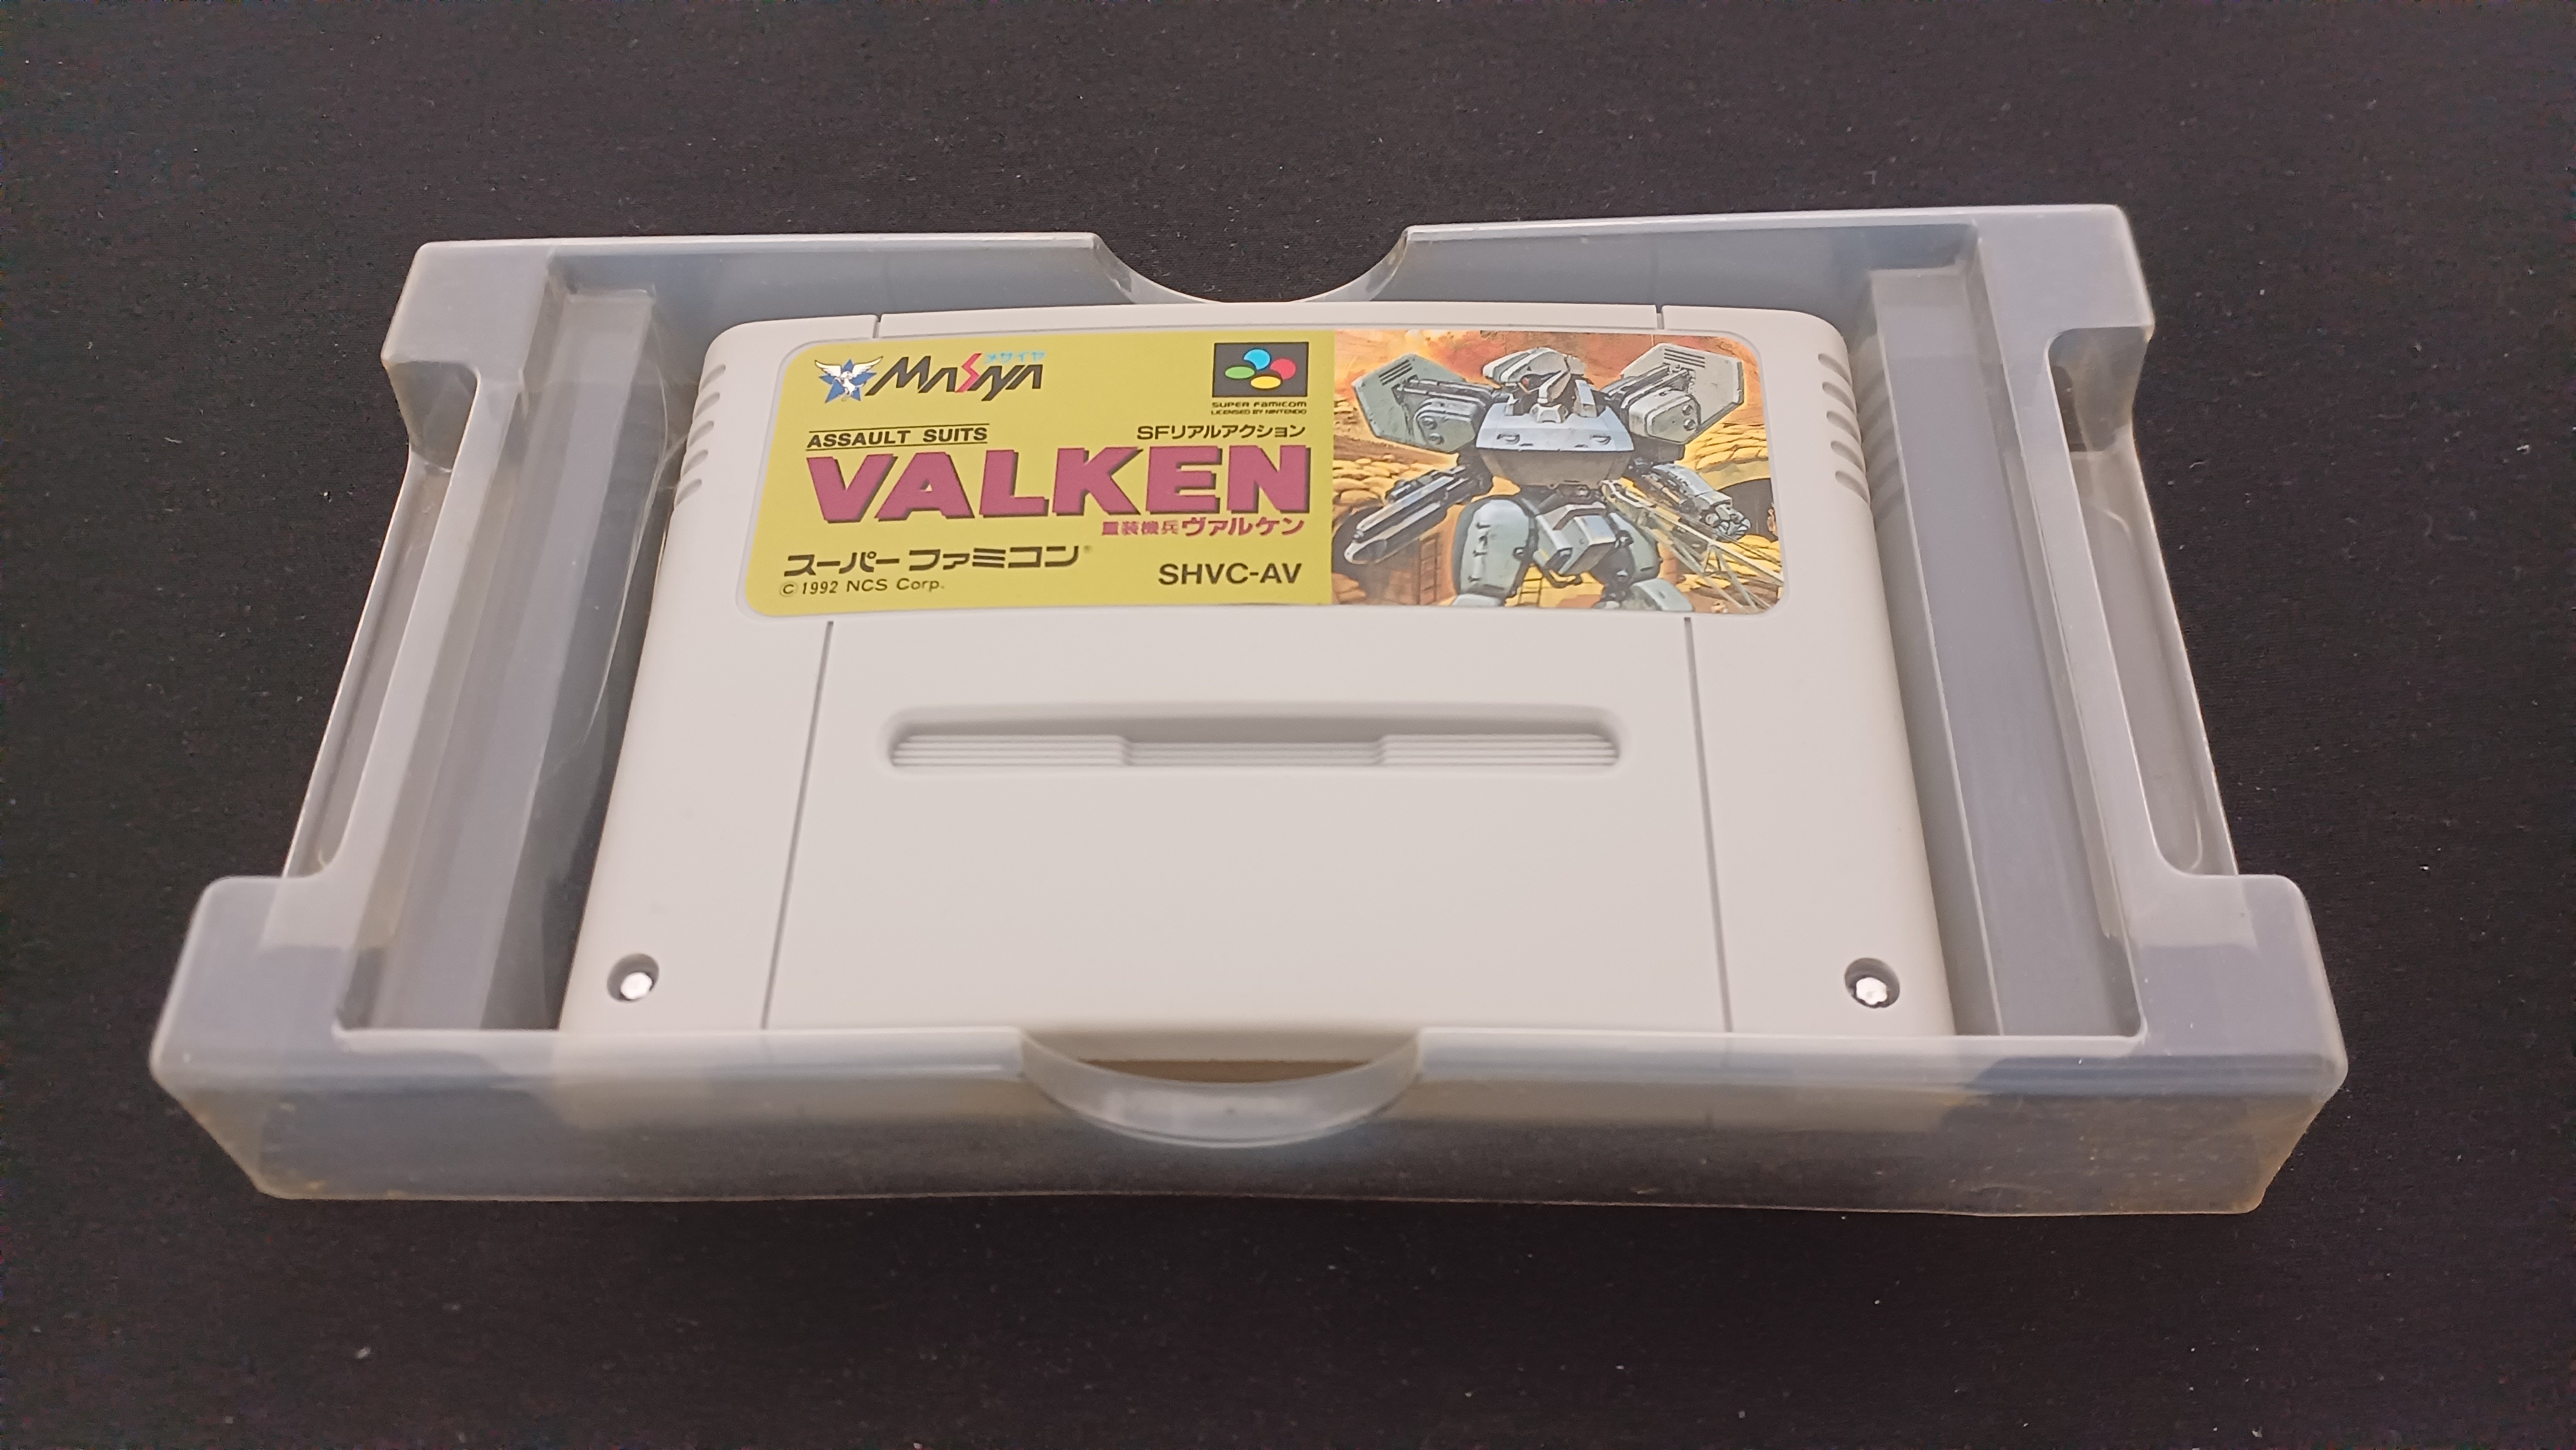 メサイヤ
MASAYA
SUPER FAMICOM
LICENSED BY NINTENDO
ASSAULT SUITS
SFリアルアクション
VALKEN
重装機兵ヴァルケン
スーパーファミコン®
©1992 NCS Corp.
SHVC-AV